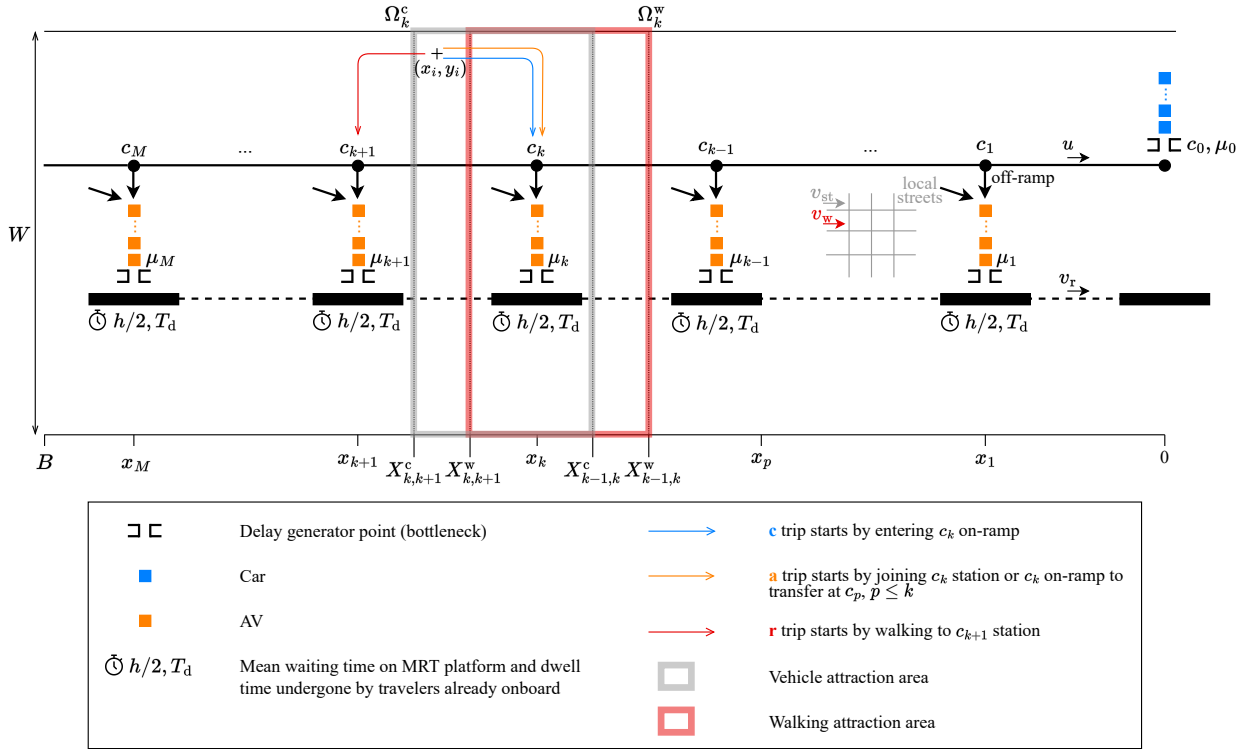 Ω_k^c Ω_k^w
(x_i, y_i)
c_M ... c_{k+1} c_k c_{k−1} ... c_1 u c_0, μ_0
off-ramp
local
streets
v_st
v_w
W
μ_M μ_{k+1} μ_k μ_{k−1} μ_1
v_r
h/2, T_d h/2, T_d h/2, T_d h/2, T_d h/2, T_d
B x_M x_{k+1} X_{k,k+1}^c X_{k,k+1}^w x_k X_{k−1,k}^c X_{k−1,k}^w x_p x_1 0
Delay generator point (bottleneck)
Car
AV
h/2, T_d Mean waiting time on MRT platform and dwell
time undergone by travelers already onboard
c trip starts by entering c_k on-ramp
a trip starts by joining c_k station or c_k on-ramp to
transfer at c_p, p ≤ k
r trip starts by walking to c_{k+1} station
Vehicle attraction area
Walking attraction area